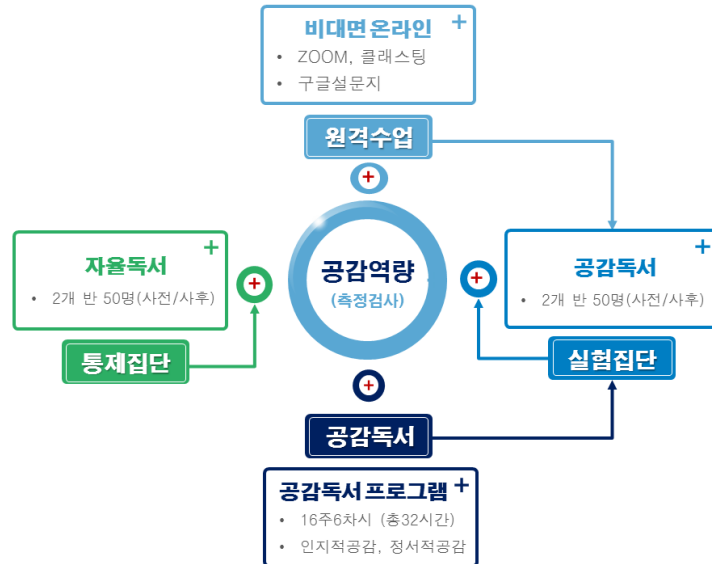 비대면 온라인
+
• ZOOM, 클래스팅
• 구글설문지
원격수업
+
자율독서
+
• 2개 반 50명(사전/사후)
통제집단
+
공감역량
(측정검사)
+
공감독서
+
• 2개 반 50명(사전/사후)
실험집단
+
공감독서
공감독서 프로그램
+
• 16주6차시 (총32시간)
• 인지적공감, 정서적공감